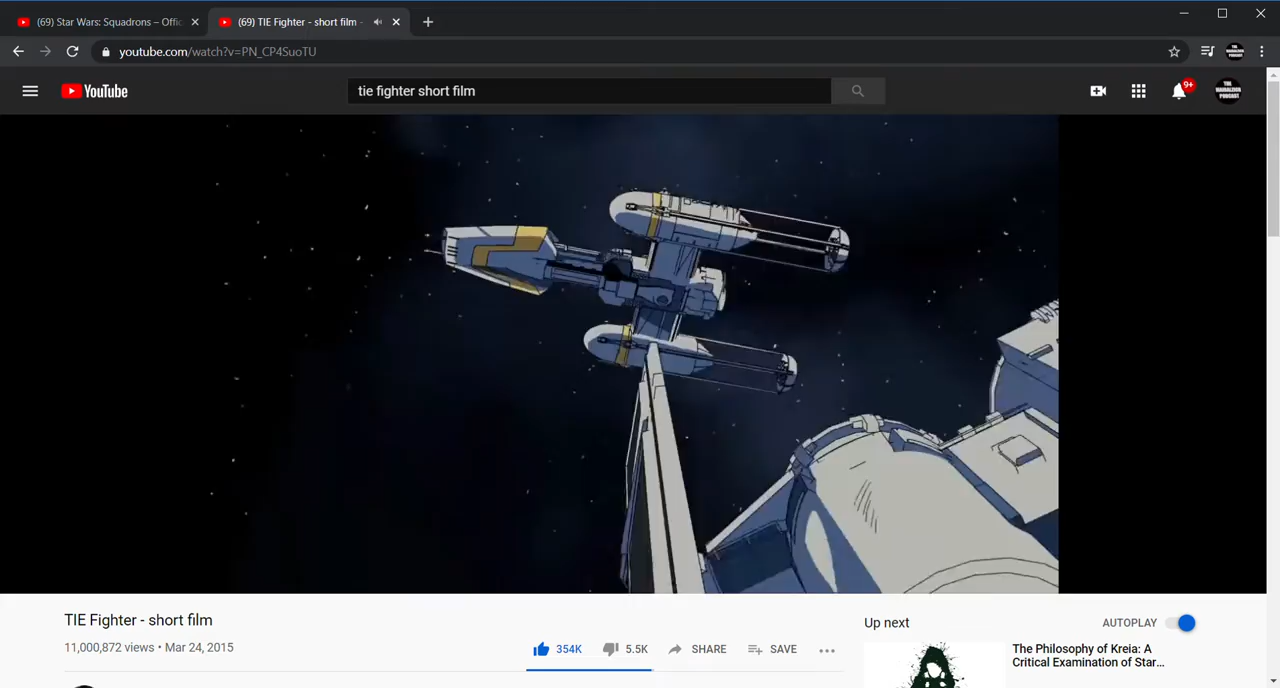 (69) Star Wars: Squadrons – Offic
(69) TIE Fighter - short film -
youtube.com/watch?v=PN_CP4SuoTU
YouTube
tie fighter short film
9+
THE
PODCAST
TIE Fighter - short film
11,000,872 views • Mar 24, 2015
354K
5.5K
SHARE
SAVE
Up next
AUTOPLAY
The Philosophy of Kreia: A
Critical Examination of Star...